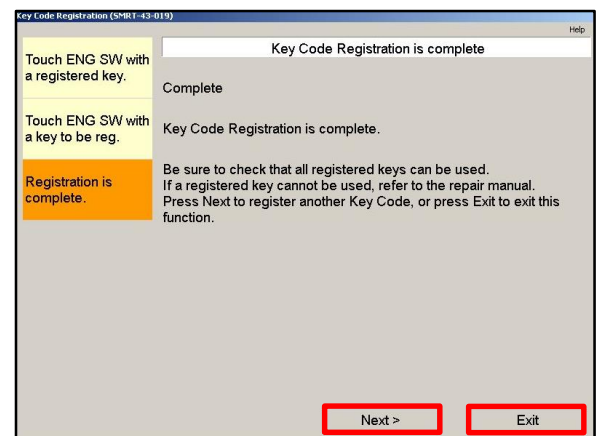 Key Code Registration (SMRT-43-019)
Help
Touch ENG SW with
a registered key.
Touch ENG SW with
a key to be reg.
Registration is
complete.
Key Code Registration is complete
Complete
Key Code Registration is complete.
Be sure to check that all registered keys can be used.
If a registered key cannot be used, refer to the repair manual.
Press Next to register another Key Code, or press Exit to exit this
function.
Next >
Exit